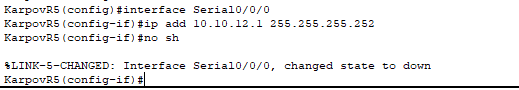 KarpovR5(config)#interface Serial0/0/0
KarpovR5(config-if)#ip add 10.10.12.1 255.255.255.252
KarpovR5(config-if)#no sh
%LINK-5-CHANGED: Interface Serial0/0/0, changed state to down
KarpovR5(config-if)#